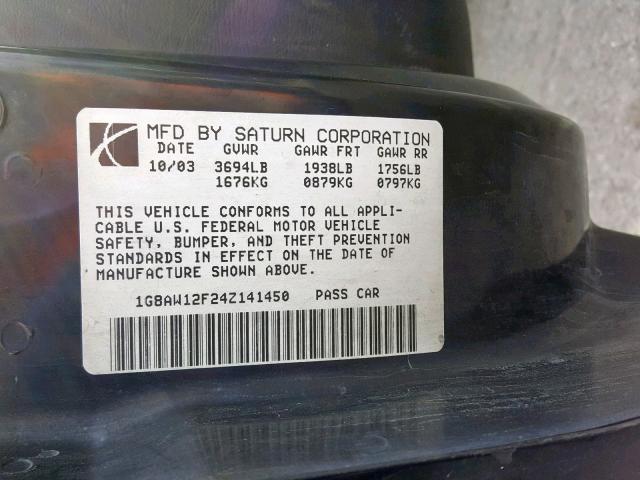 MFD BY SATURN CORPORATION
DATE GVWR GAWR FRT GAWR RR
10/03 3694LB 1938LB 1756LB
1676KG 0879KG 0797KG
THIS VEHICLE CONFORMS TO ALL APPLI-
CABLE U.S. FEDERAL MOTOR VEHICLE
SAFETY, BUMPER, AND THEFT PREVENTION
STANDARDS IN EFFECT ON THE DATE OF
MANUFACTURE SHOWN ABOVE.
1G8AW12F24Z141450 PASS CAR